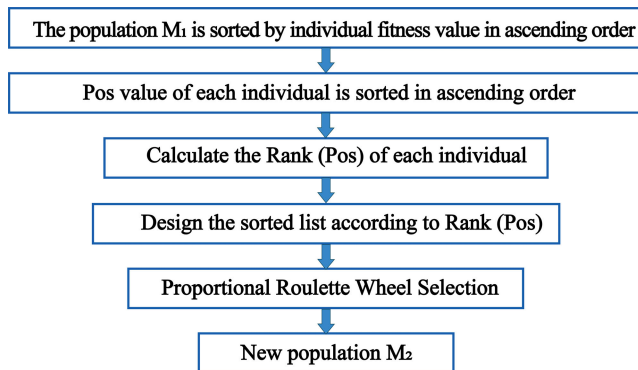 The population M₁ is sorted by individual fitness value in ascending order
Pos value of each individual is sorted in ascending order
Calculate the Rank (Pos) of each individual
Design the sorted list according to Rank (Pos)
Proportional Roulette Wheel Selection
New population M₂